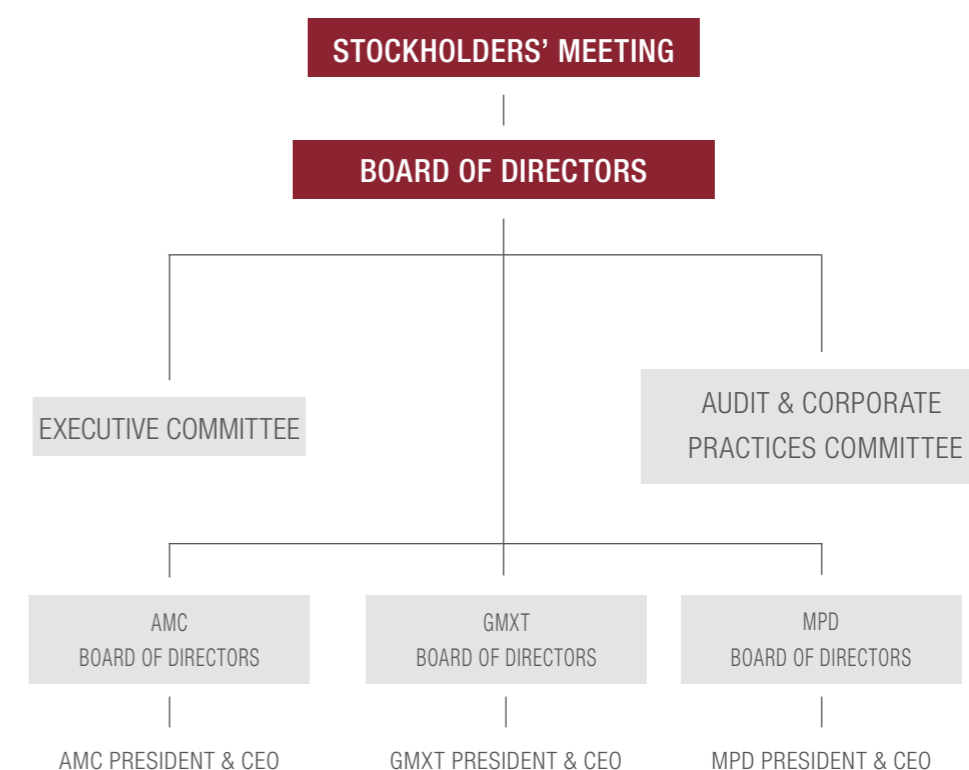 STOCKHOLDERS’ MEETING
BOARD OF DIRECTORS
EXECUTIVE COMMITTEE
AUDIT & CORPORATE
PRACTICES COMMITTEE
AMC
BOARD OF DIRECTORS
GMXT
BOARD OF DIRECTORS
MPD
BOARD OF DIRECTORS
AMC PRESIDENT & CEO
GMXT PRESIDENT & CEO
MPD PRESIDENT & CEO